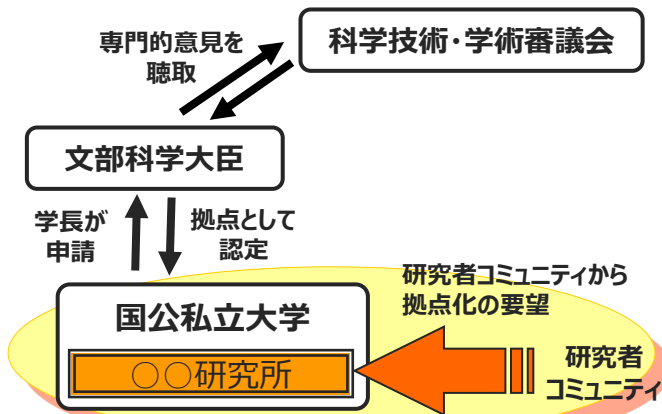 専門的意見を
聴取
科学技術・学術審議会
文部科学大臣
学長が
申請
拠点として
認定
研究者コミュニティから
拠点化の要望
国公私立大学
○○研究所
研究者
コミュニティ